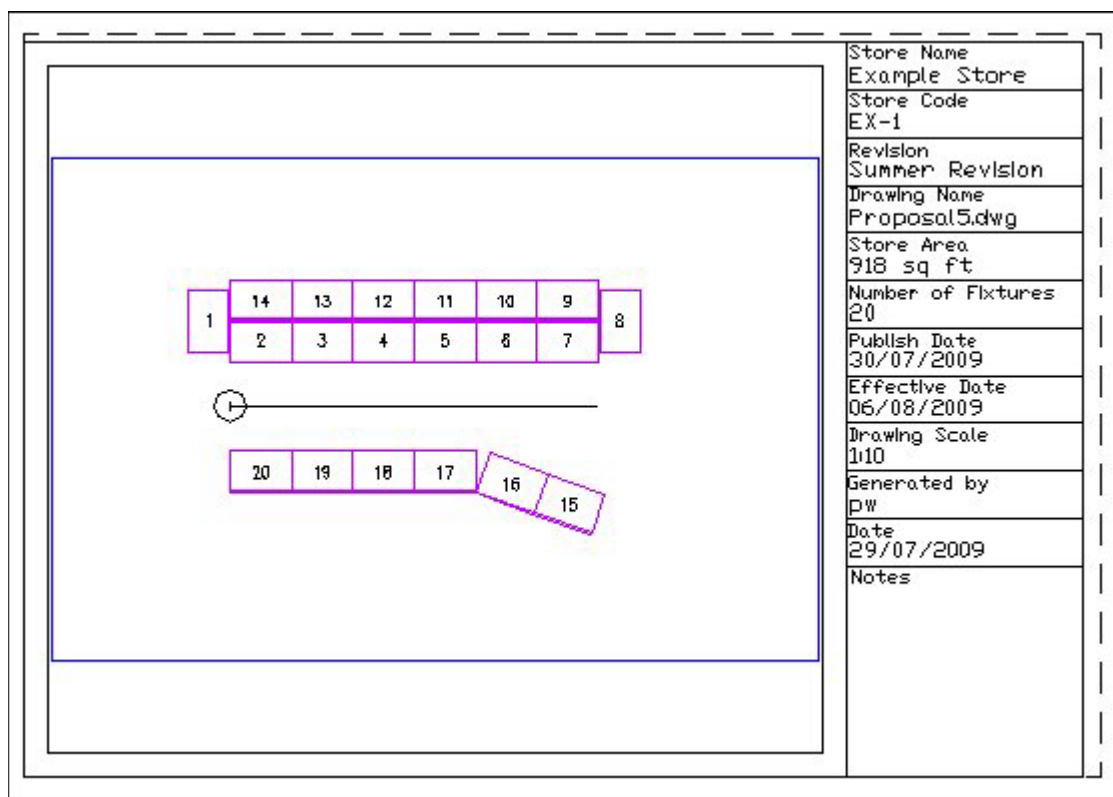 Store Name
Example Store
Store Code
EX-1
Revision
Summer Revision
Drawing Name
Proposal5.dwg
Store Area
918 sq ft
Number of Fixtures
20
Publish Date
30/07/2009
Effective Date
06/08/2009
Drawing Scale
1:10
Generated by
pw
Date
29/07/2009
Notes
14 13 12 11 10 9
1 8
2 3 4 5 6 7
20 19 18 17 16 15